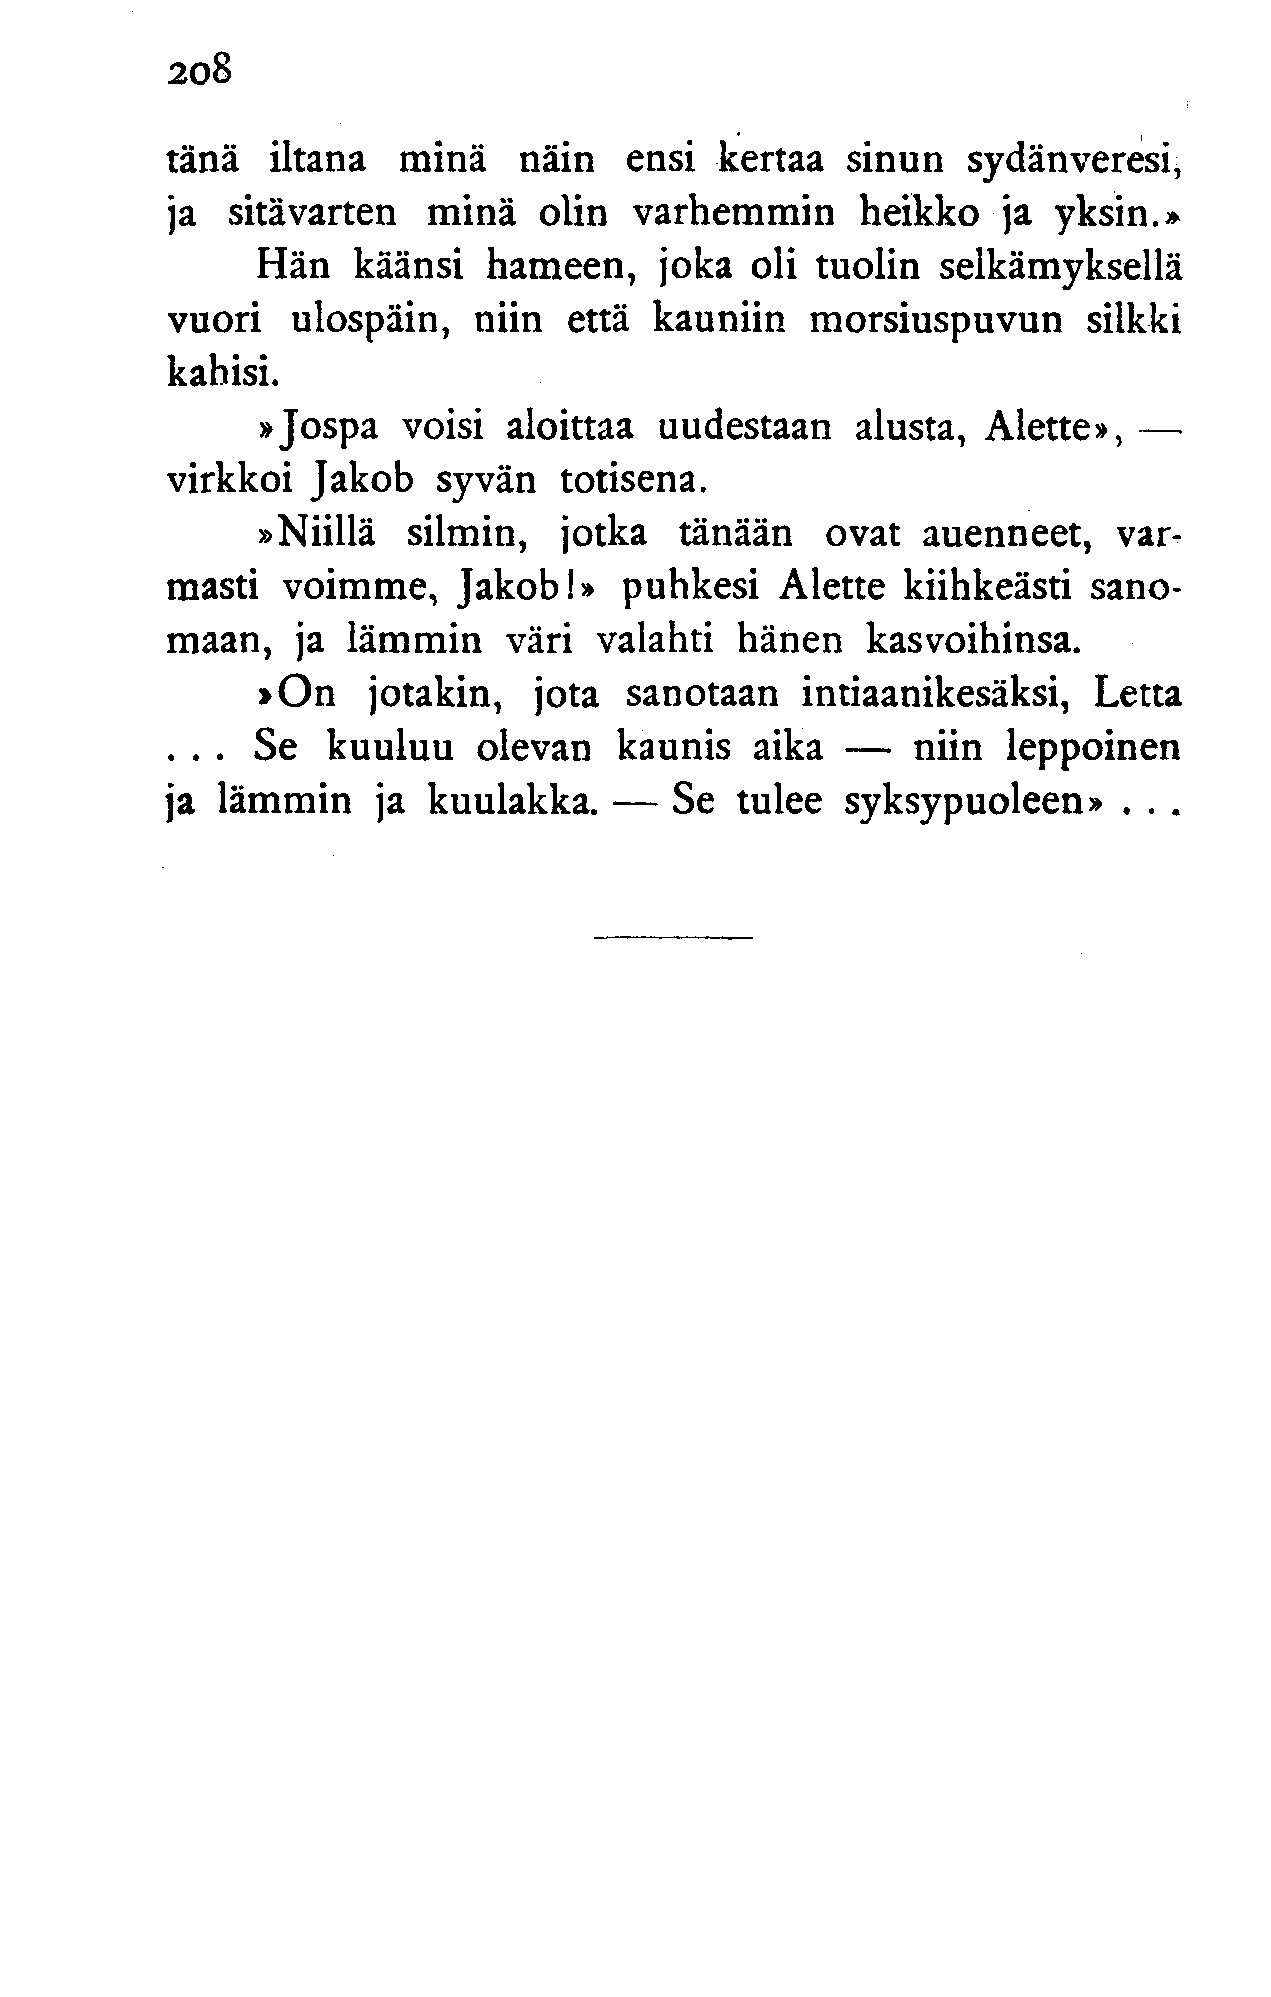 208
tänä iltana minä näin ensi kertaa sinun sydänveresi,
ja sitävarten minä olin varhemmin heikko ja yksin.»
Hän käänsi hameen, joka oli tuolin selkämyksellä
vuori ulospäin, niin että kauniin morsiuspuvun silkki
kahisi.
»Jospa voisi aloittaa uudestaan alusta, Alette», —
virkkoi Jakob syvän totisena.
»Niillä silmin, jotka tänään ovat auenneet, var-
masti voimme, Jakob!» puhkesi Alette kiihkeästi sano-
maan, ja lämmin väri valahti hänen kasvoihinsa.
»On jotakin, jota sanotaan intiaanikesäksi, Letta
. . . Se kuuluu olevan kaunis aika — niin leppoinen
ja lämmin ja kuulakka. — Se tulee syksypuoleen» . . .